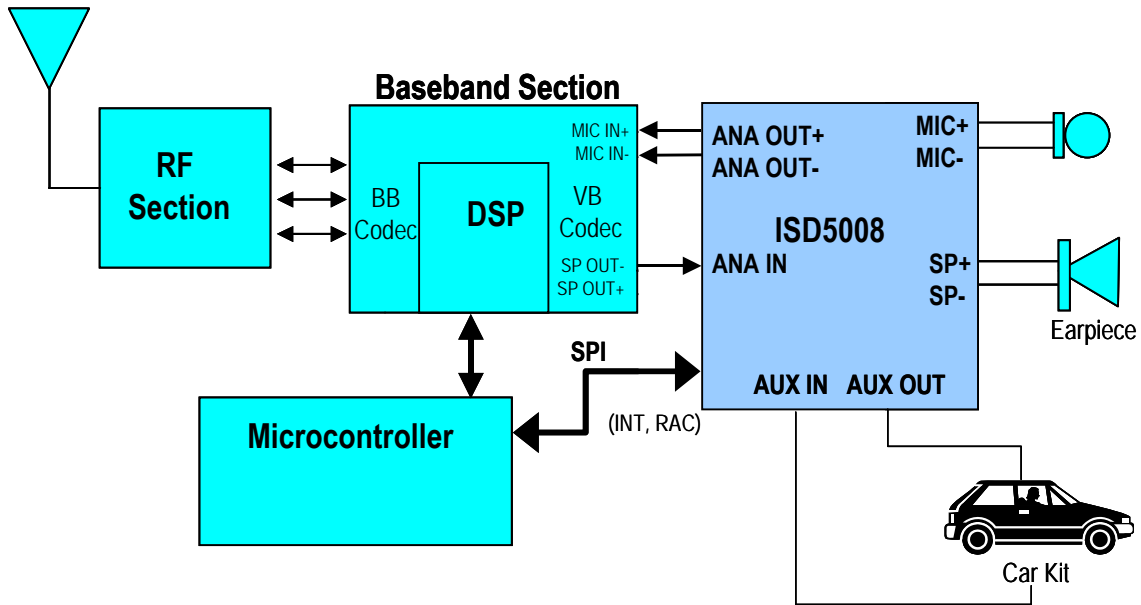 Baseband Section
RF
Section
BB
Codec
DSP
MIC IN+
MIC IN-
VB
Codec
SP OUT-
SP OUT+
ANA OUT+
ANA OUT-
MIC+
MIC-
ISD5008
ANA IN
SP+
SP-
Earpiece
SPI
AUX IN
AUX OUT
(INT, RAC)
Microcontroller
Car Kit